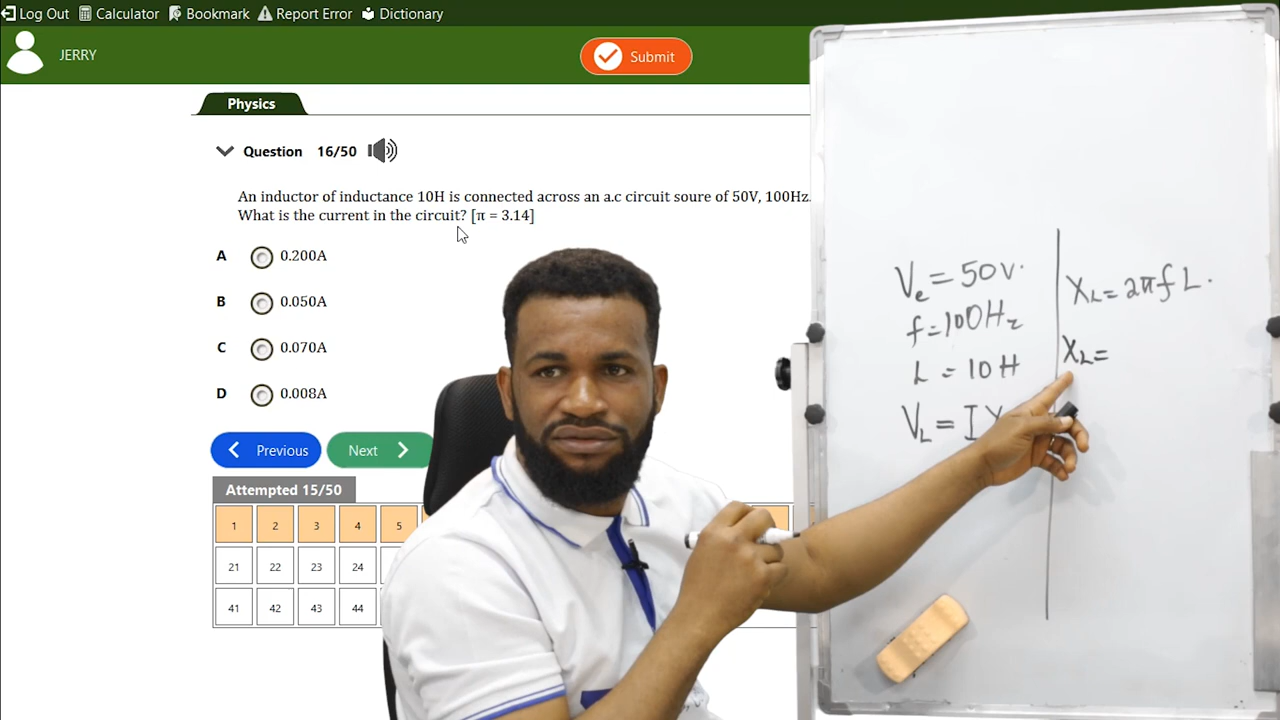 Log Out Calculator Bookmark Report Error Dictionary
JERRY
Submit
Physics
Question 16/50
An inductor of inductance 10H is connected across an a.c circuit soure of 50V, 100Hz.
What is the current in the circuit? [π = 3.14]
A 0.200A
B 0.050A
C 0.070A
D 0.008A
Previous Next
Attempted 15/50
1 2 3 4 5
21 22 23 24
41 42 43 44
Ve = 50V.
f = 100Hz
L = 10H
VL = IX
XL = 2πfL.
XL =